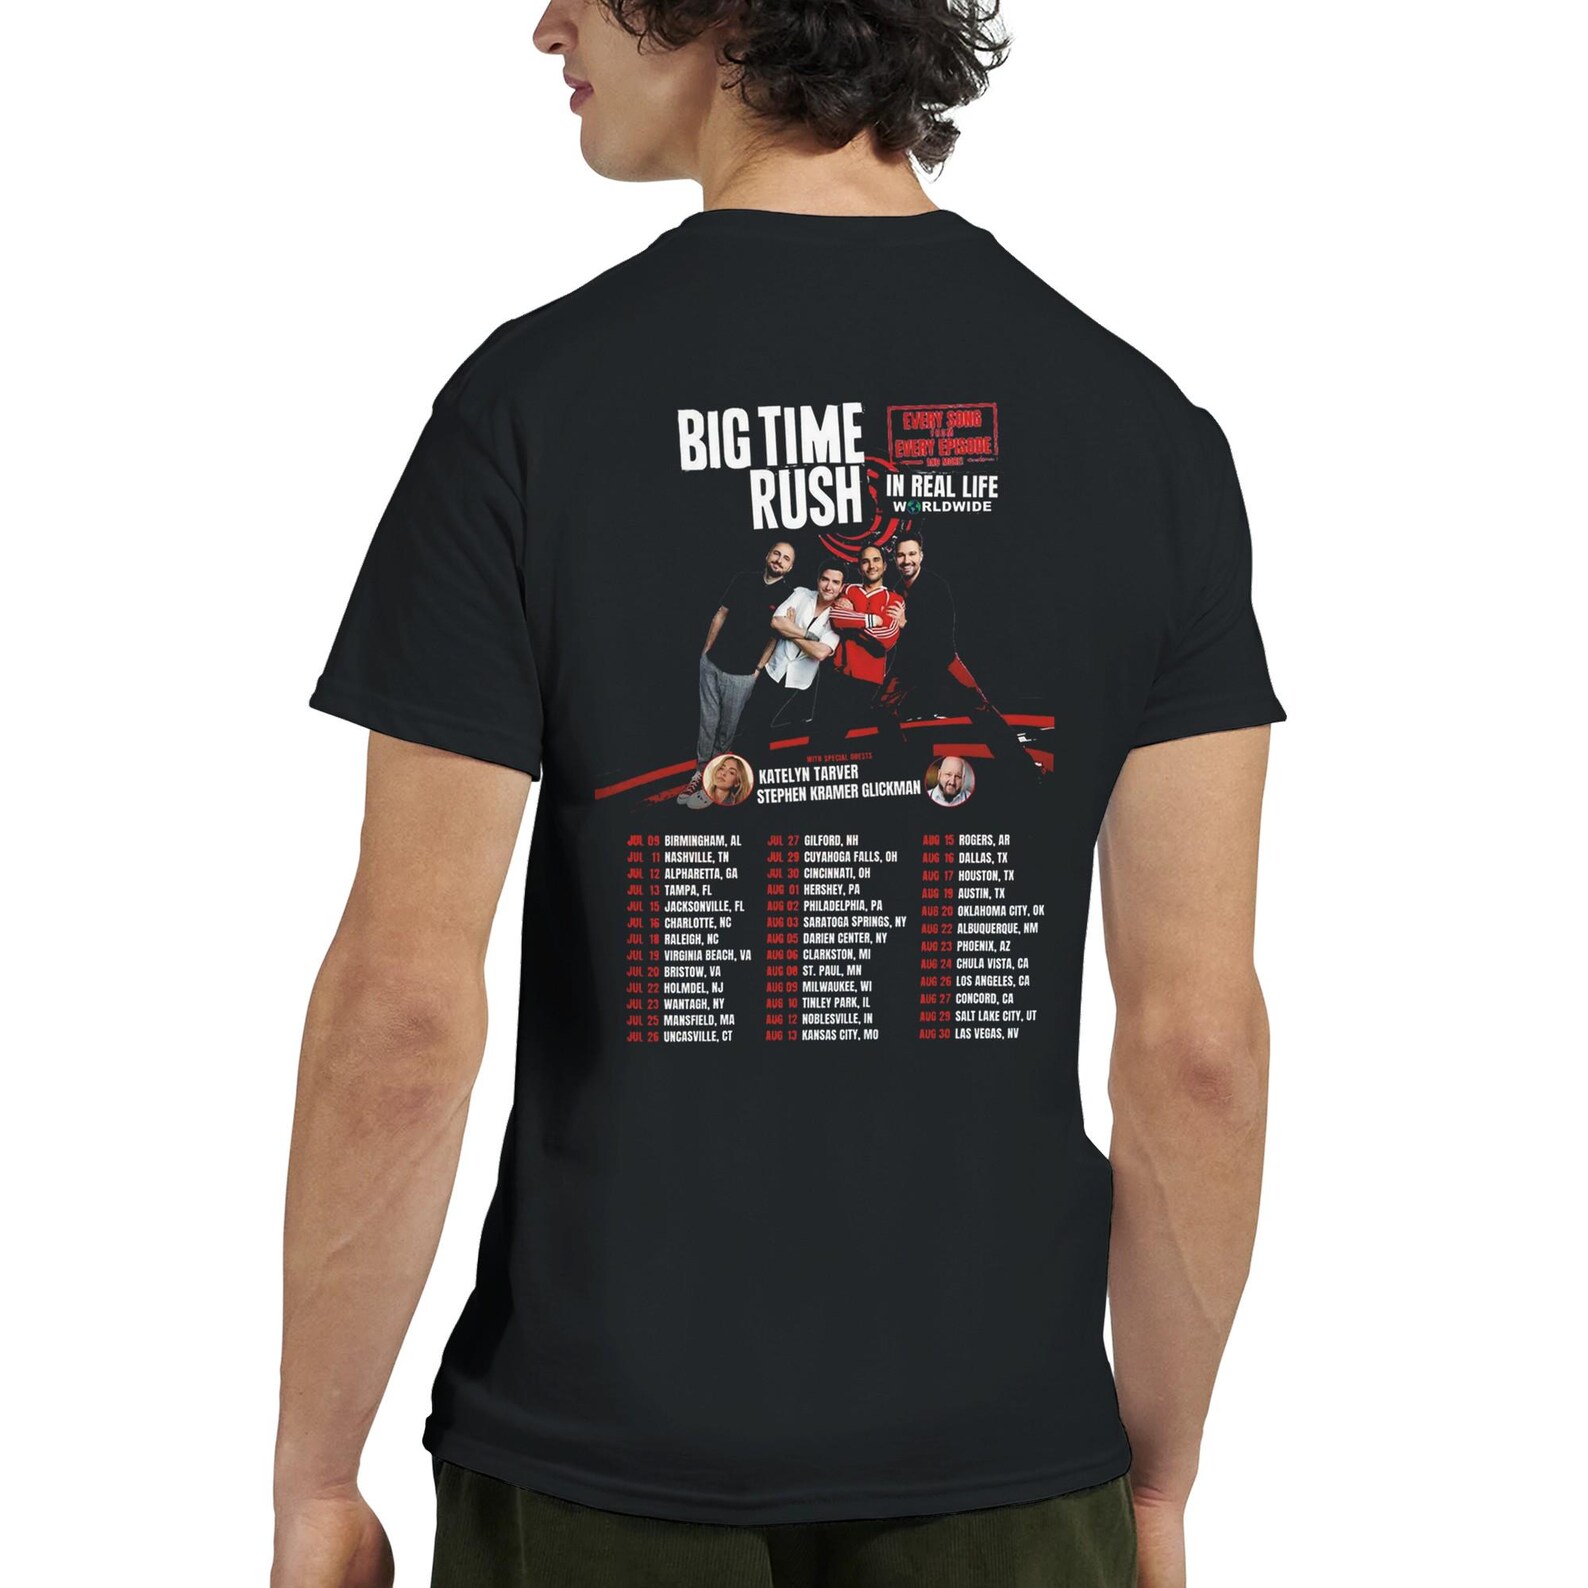 BIG TIME
RUSH
EVERY SONG
FROM
EVERY EPISODE
AND MORE!
IN REAL LIFE
WORLDWIDE
WITH SPECIAL GUESTS
KATELYN TARVER
STEPHEN KRAMER GLICKMAN
JUL 09 BIRMINGHAM, AL
JUL 11 NASHVILLE, TN
JUL 12 ALPHARETTA, GA
JUL 13 TAMPA, FL
JUL 15 JACKSONVILLE, FL
JUL 16 CHARLOTTE, NC
JUL 18 RALEIGH, NC
JUL 19 VIRGINIA BEACH, VA
JUL 20 BRISTOW, VA
JUL 22 HOLMDEL, NJ
JUL 23 WANTAGH, NY
JUL 25 MANSFIELD, MA
JUL 26 UNCASVILLE, CT
JUL 27 GILFORD, NH
JUL 29 CUYAHOGA FALLS, OH
JUL 30 CINCINNATI, OH
AUG 01 HERSHEY, PA
AUG 02 PHILADELPHIA, PA
AUG 03 SARATOGA SPRINGS, NY
AUG 05 DARIEN CENTER, NY
AUG 06 CLARKSTON, MI
AUG 08 ST. PAUL, MN
AUG 09 MILWAUKEE, WI
AUG 10 TINLEY PARK, IL
AUG 12 NOBLESVILLE, IN
AUG 13 KANSAS CITY, MO
AUG 15 ROGERS, AR
AUG 16 DALLAS, TX
AUG 17 HOUSTON, TX
AUG 19 AUSTIN, TX
AUG 20 OKLAHOMA CITY, OK
AUG 22 ALBUQUERQUE, NM
AUG 23 PHOENIX, AZ
AUG 24 CHULA VISTA, CA
AUG 26 LOS ANGELES, CA
AUG 27 CONCORD, CA
AUG 29 SALT LAKE CITY, UT
AUG 30 LAS VEGAS, NV